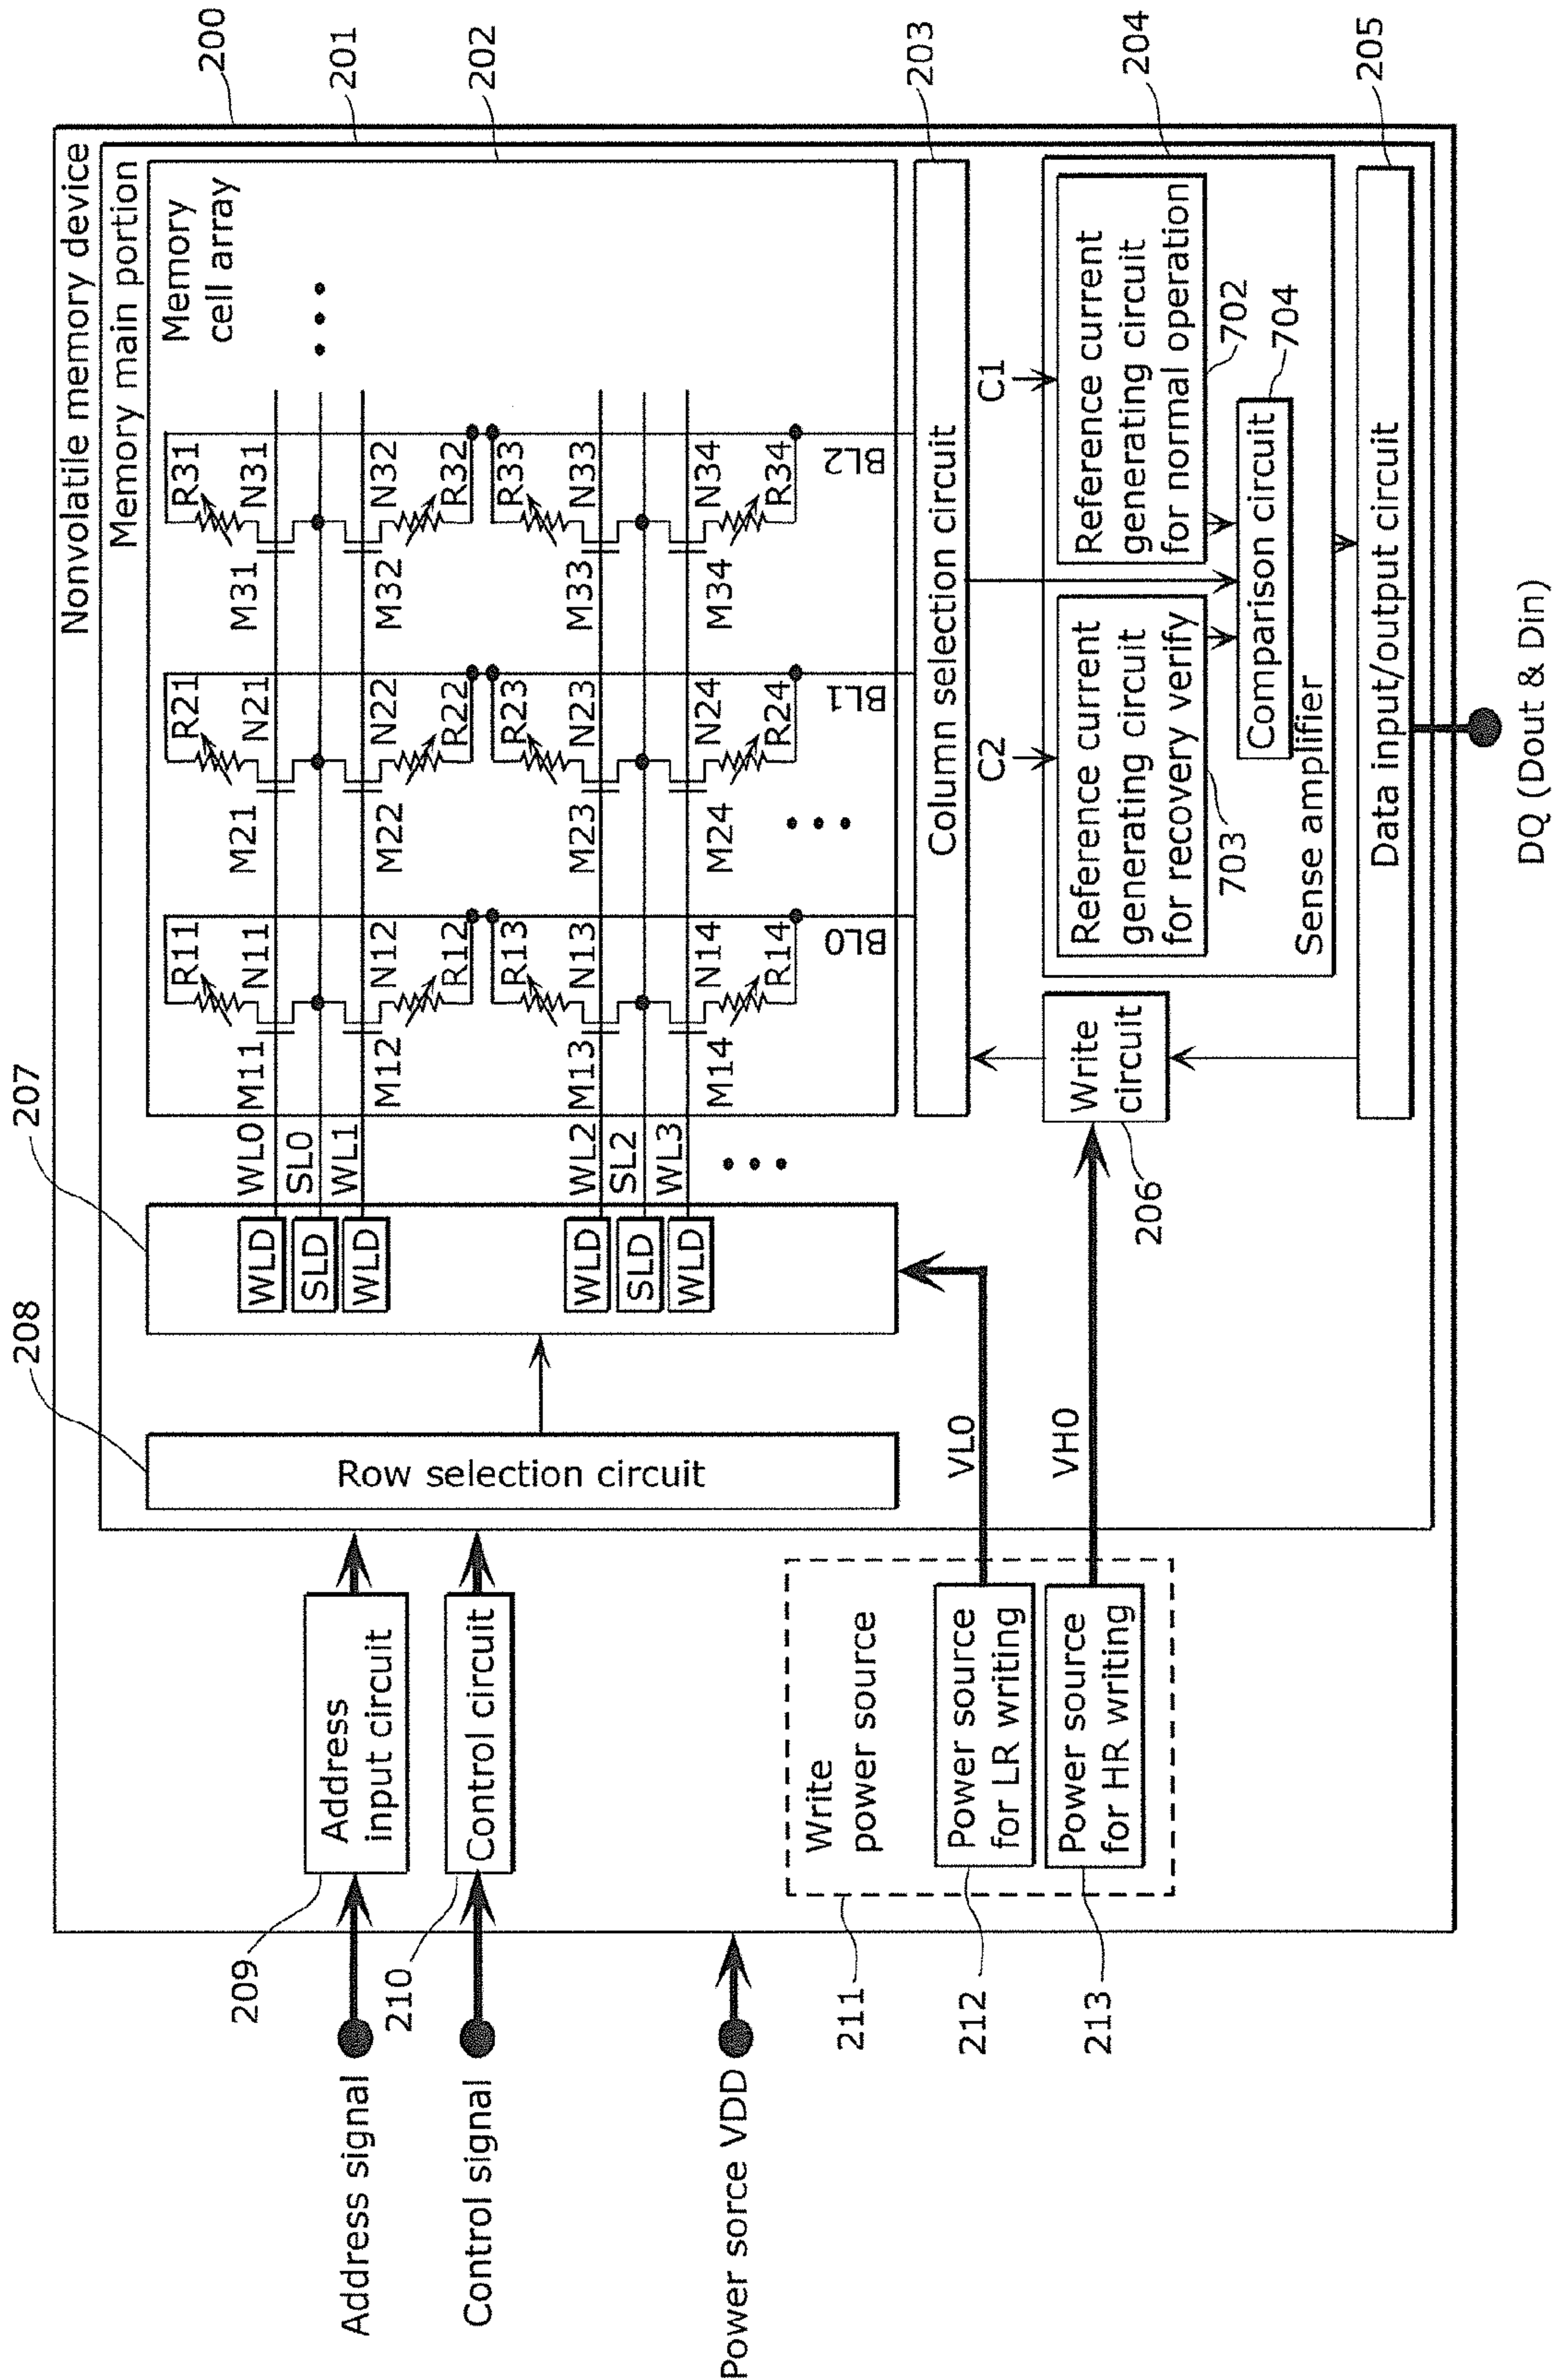 Nonvolatile memory device
200
Memory main portion
201
207
208
202
Memory
cell array
WLD
SLD
WLD
WLD
SLD
WLD
WL0
SL0
WL1
WL2
SL2
WL3
M11
R11
N11
M21
R21
N21
M31
R31
N31
M12
N12
R12
M22
N22
R22
M32
N32
R32
M13
R13
N13
M23
R23
N23
M33
R33
N33
M14
N14
R14
M24
N24
R24
M34
N34
R34
BL0
BL1
BL2
Row selection circuit
Address signal
209
Address
input circuit
Control signal
210
Control circuit
Power sorce VDD
Column selection circuit
203
Write
power source
211
Power source
for LR writing
212
VL0
Power source
for HR writing
213
VH0
Write
circuit
206
C2
C1
204
Reference current
generating circuit
for recovery verify
703
Reference current
generating circuit
for normal operation
702
Comparison circuit
704
Sense amplifier
Data input/output circuit
205
DQ (Dout & Din)